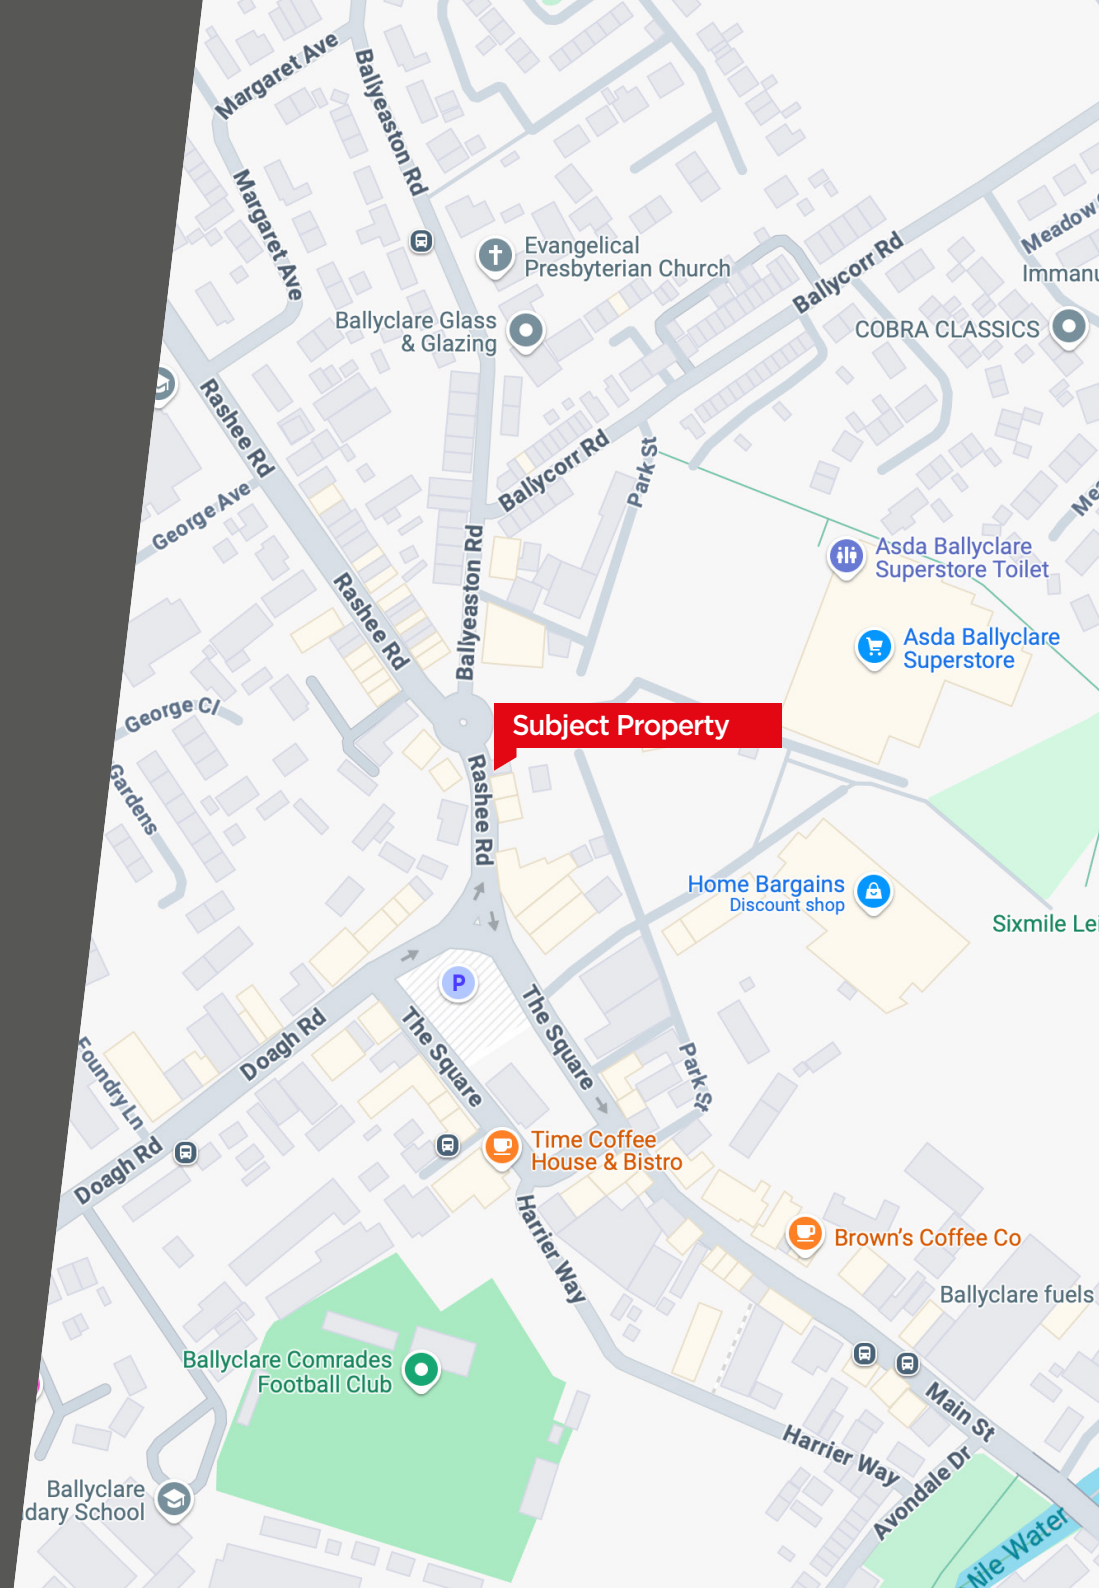 Margaret Ave
Ballyeaston Rd
Margaret Ave
Evangelical
Presbyterian Church
Ballycorr Rd
Meadow
Immanu
Ballyclare Glass
& Glazing
COBRA CLASSICS
Rashee Rd
Ballycorr Rd
Park St
George Ave
Mea
Ballyeaston Rd
Asda Ballyclare
Superstore Toilet
Rashee Rd
Asda Ballyclare
Superstore
George Cl
Subject Property
Gardens
Rashee Rd
Home Bargains
Discount shop
Sixmile Lei
P
The Square
The Square
Doagh Rd
Foundry Ln
Park St
Time Coffee
House & Bistro
Doagh Rd
Harrier Way
Brown's Coffee Co
Ballyclare fuels
Ballyclare Comrades
Football Club
Main St
Harrier Way
Avondale Dr
Ballyclare
dary School
Mile Water